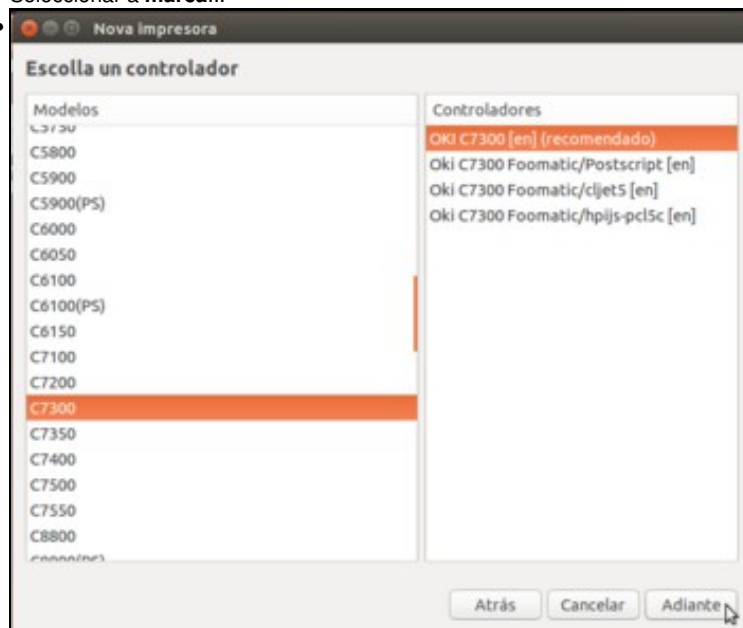 Seleccionar a marca...
Nova impresora
Escolla un controlador
Modelos
C5750
C5800
C5900
C5900(PS)
C6000
C6050
C6100
C6100(PS)
C6150
C7100
C7200
C7300
C7350
C7400
C7500
C7550
C8800
Controladores
OKI C7300 [en] (recomendado)
Oki C7300 Foomatic/Postscript [en]
Oki C7300 Foomatic/cljet5 [en]
Oki C7300 Foomatic/hpijs-pcl5c [en]
Atrás
Cancelar
Adiante